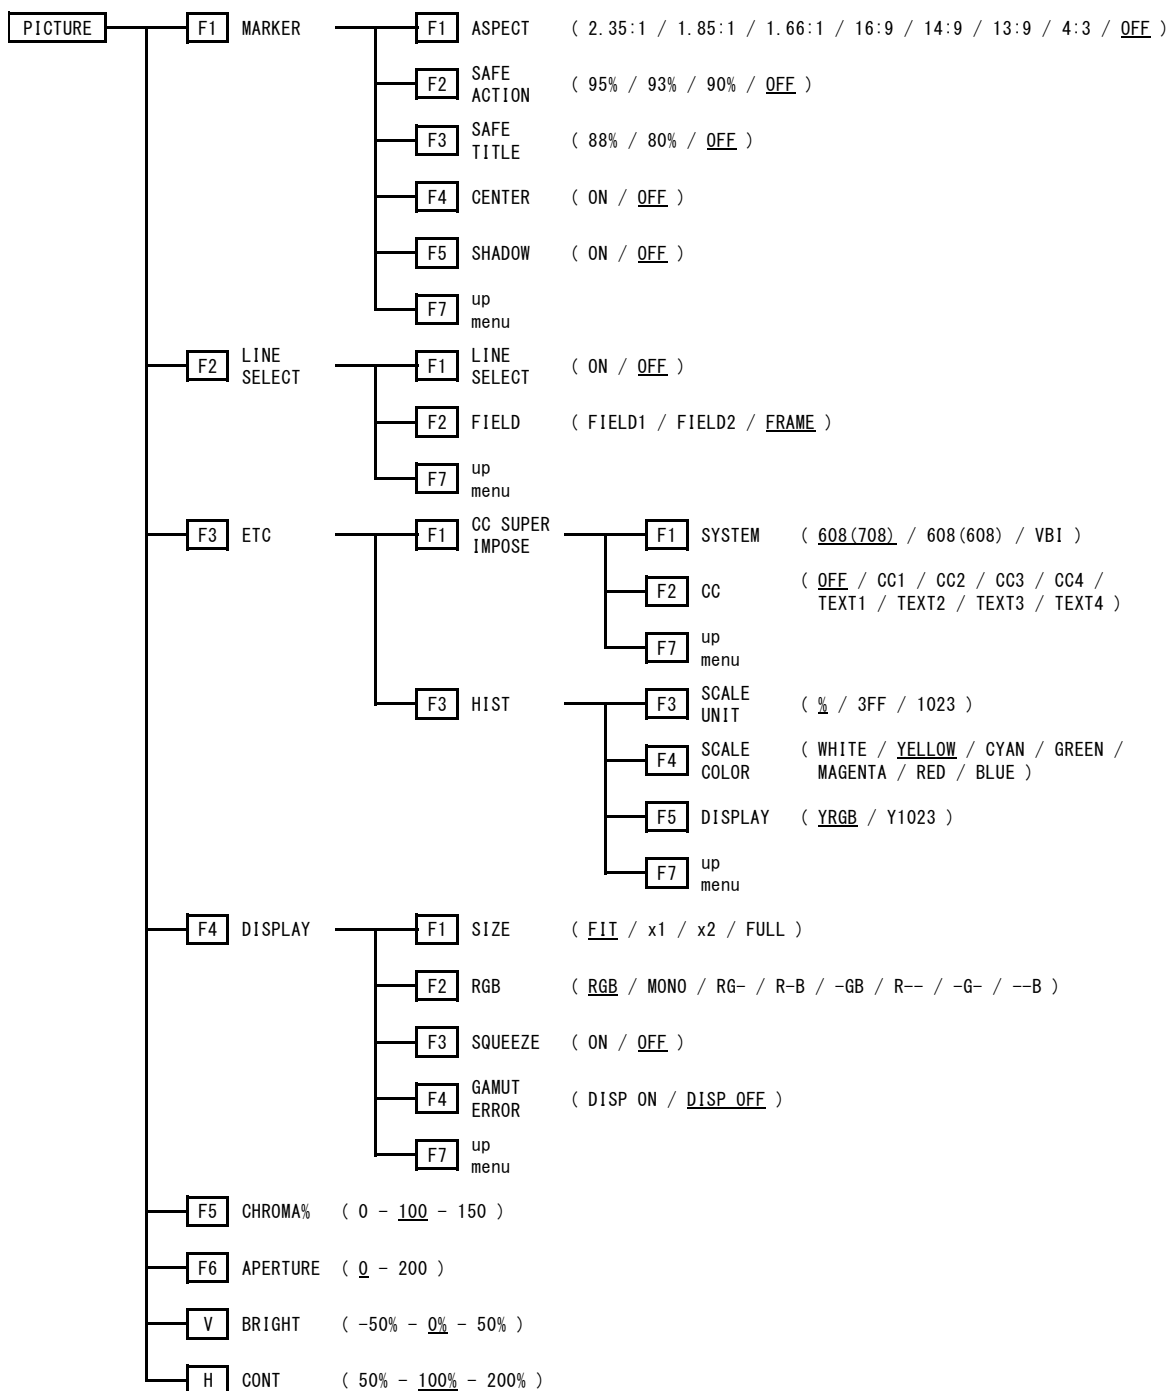 PICTURE F1 MARKER F1 ASPECT ( 2.35:1 / 1.85:1 / 1.66:1 / 16:9 / 14:9 / 13:9 / 4:3 / OFF )
F2 SAFE
ACTION ( 95% / 93% / 90% / OFF )
F3 SAFE
TITLE ( 88% / 80% / OFF )
F4 CENTER ( ON / OFF )
F5 SHADOW ( ON / OFF )
F7 up
menu
F2 LINE
SELECT F1 LINE
SELECT ( ON / OFF )
F2 FIELD ( FIELD1 / FIELD2 / FRAME )
F7 up
menu
F3 ETC F1 CC SUPER
IMPOSE F1 SYSTEM ( 608(708) / 608(608) / VBI )
F2 CC ( OFF / CC1 / CC2 / CC3 / CC4 /
TEXT1 / TEXT2 / TEXT3 / TEXT4 )
F7 up
menu
F3 HIST F3 SCALE
UNIT ( % / 3FF / 1023 )
F4 SCALE
COLOR ( WHITE / YELLOW / CYAN / GREEN /
MAGENTA / RED / BLUE )
F5 DISPLAY ( YRGB / Y1023 )
F7 up
menu
F4 DISPLAY F1 SIZE ( FIT / x1 / x2 / FULL )
F2 RGB ( RGB / MONO / RG- / R-B / -GB / R-- / -G- / --B )
F3 SQUEEZE ( ON / OFF )
F4 GAMUT
ERROR ( DISP ON / DISP OFF )
F7 up
menu
F5 CHROMA% ( 0 - 100 - 150 )
F6 APERTURE ( 0 - 200 )
V BRIGHT ( -50% - 0% - 50% )
H CONT ( 50% - 100% - 200% )